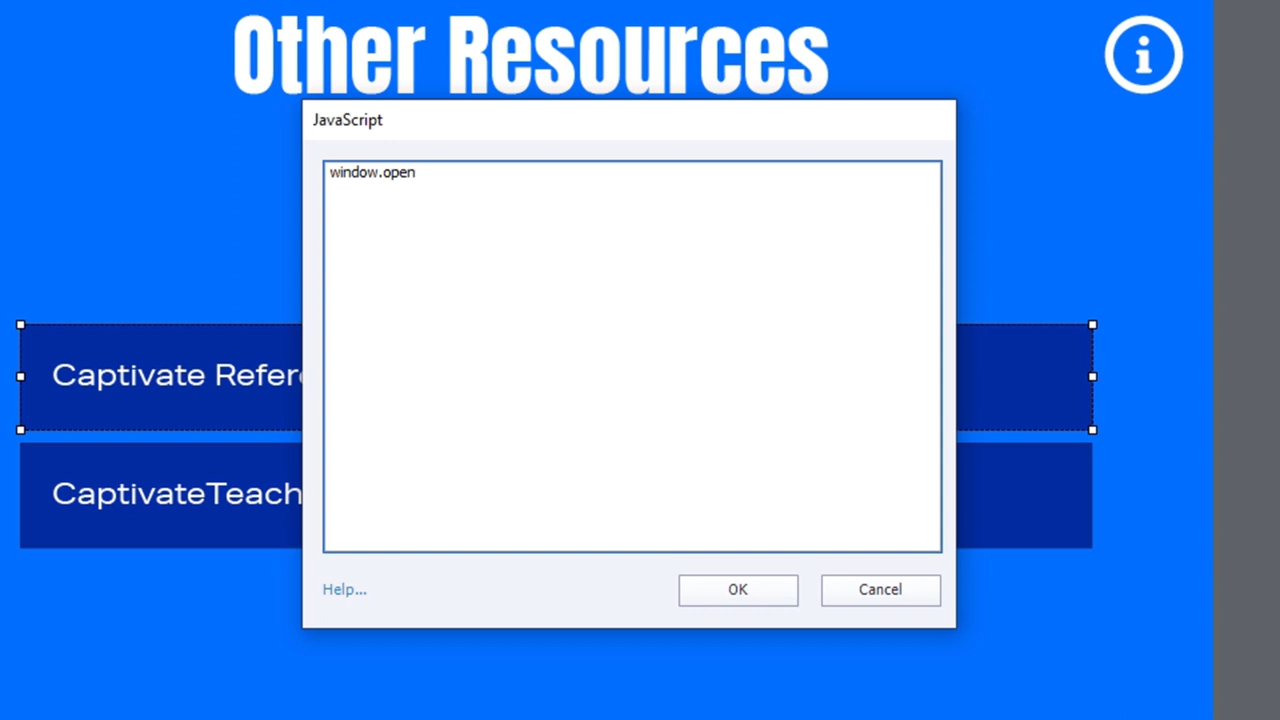 Other Resources
JavaScript
window.open
Captivate Refer
CaptivateTeach
Help...
OK
Cancel